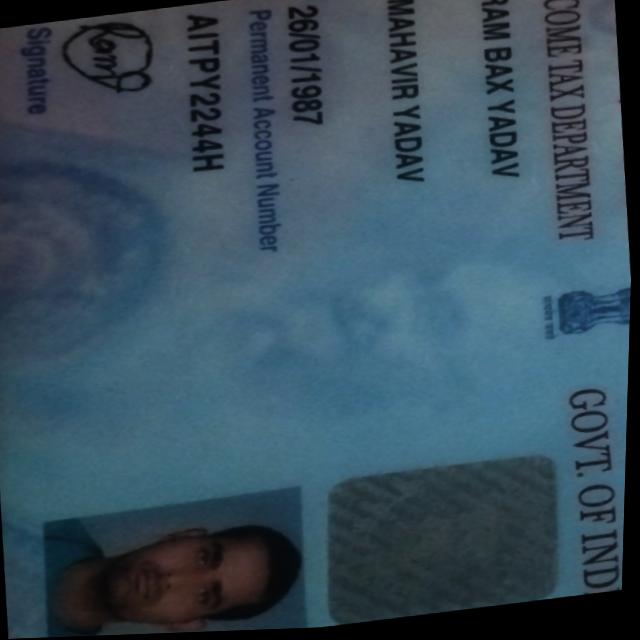 COME TAX DEPARTMENT
GOVT. OF IND
RAM BAX YADAV
MAHAVIR YADAV
26/01/1987
Permanent Account Number
AITPY2244H
Ram
Signature